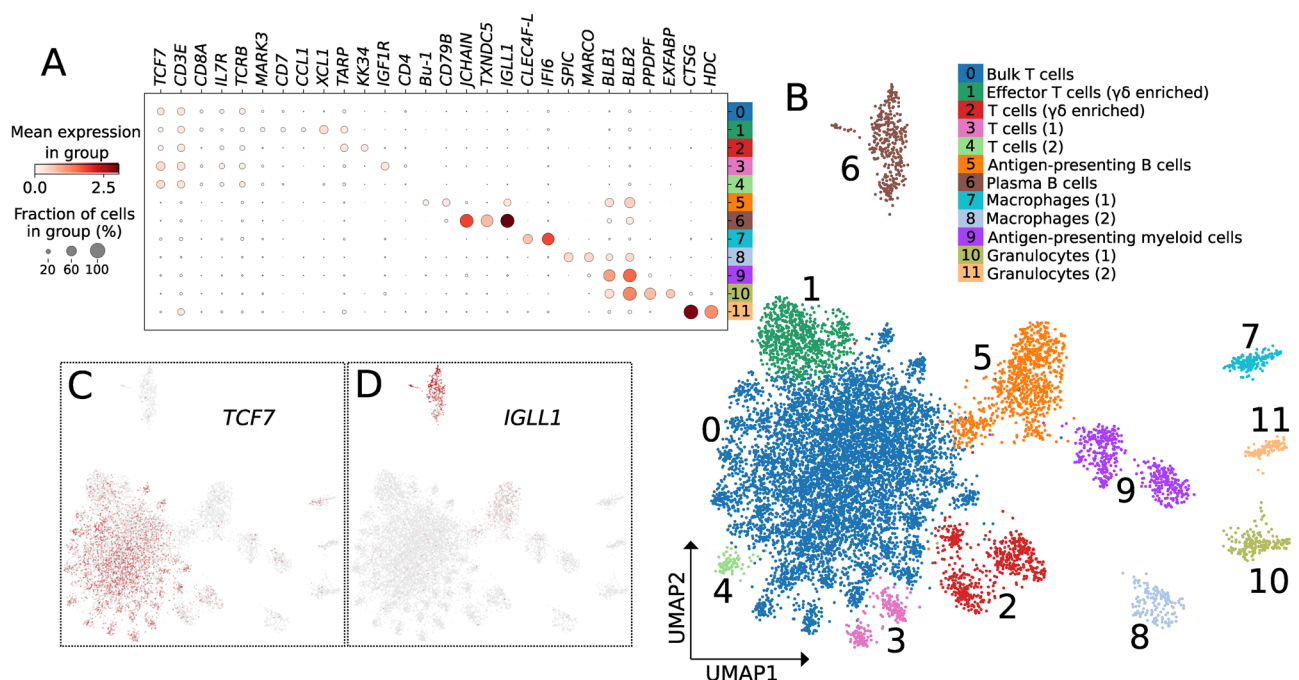 A
TCF7
CD3E
CD8A
IL7R
TCRB
MARK3
CD7
CCL1
XCL1
TARP
KK34
IGF1R
CD4
Bu-1
CD79B
JCHAIN
TXNDC5
IGLL1
CLEC4F-L
IFI6
SPIC
MARCO
BLB1
BLB2
PPDPF
EXFABP
CTSG
HDC
Mean expression
in group
0.0 2.5
Fraction of cells
in group (%)
20 60 100
0
1
2
3
4
5
6
7
8
9
10
11
B
0 Bulk T cells
1 Effector T cells (γδ enriched)
2 T cells (γδ enriched)
3 T cells (1)
4 T cells (2)
5 Antigen-presenting B cells
6 Plasma B cells
7 Macrophages (1)
8 Macrophages (2)
9 Antigen-presenting myeloid cells
10 Granulocytes (1)
11 Granulocytes (2)
6
1
5
7
0
11
9
4
2
3
8
10
UMAP2
UMAP1
C
TCF7
D
IGLL1